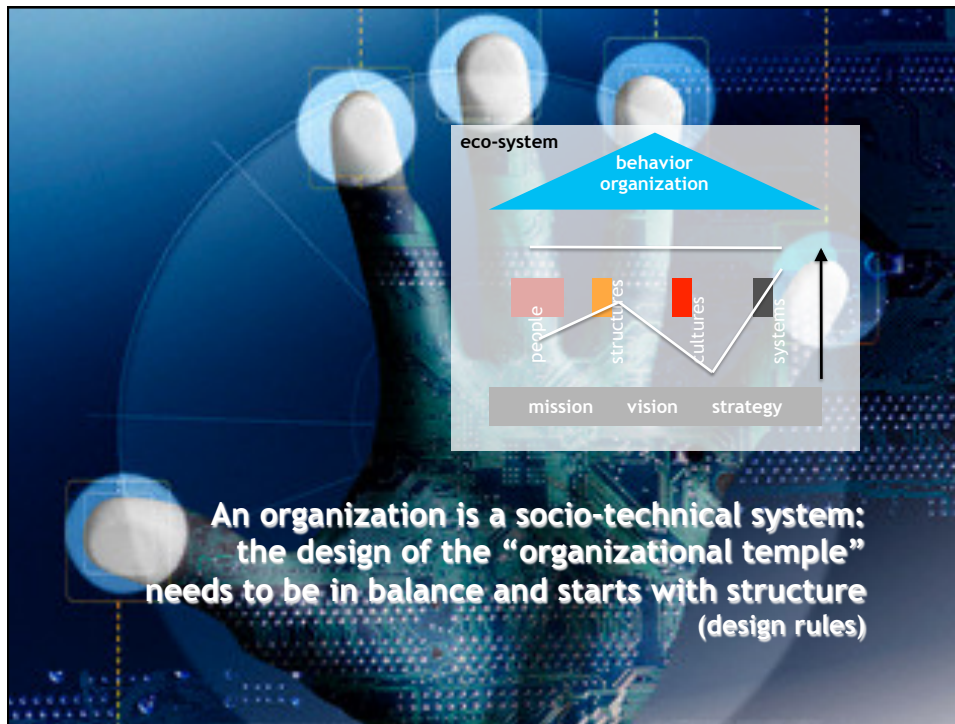 eco-system
behavior
organization
people
structures
cultures
systems
mission vision strategy
An organization is a socio-technical system:
the design of the “organizational temple”
needs to be in balance and starts with structure
(design rules)